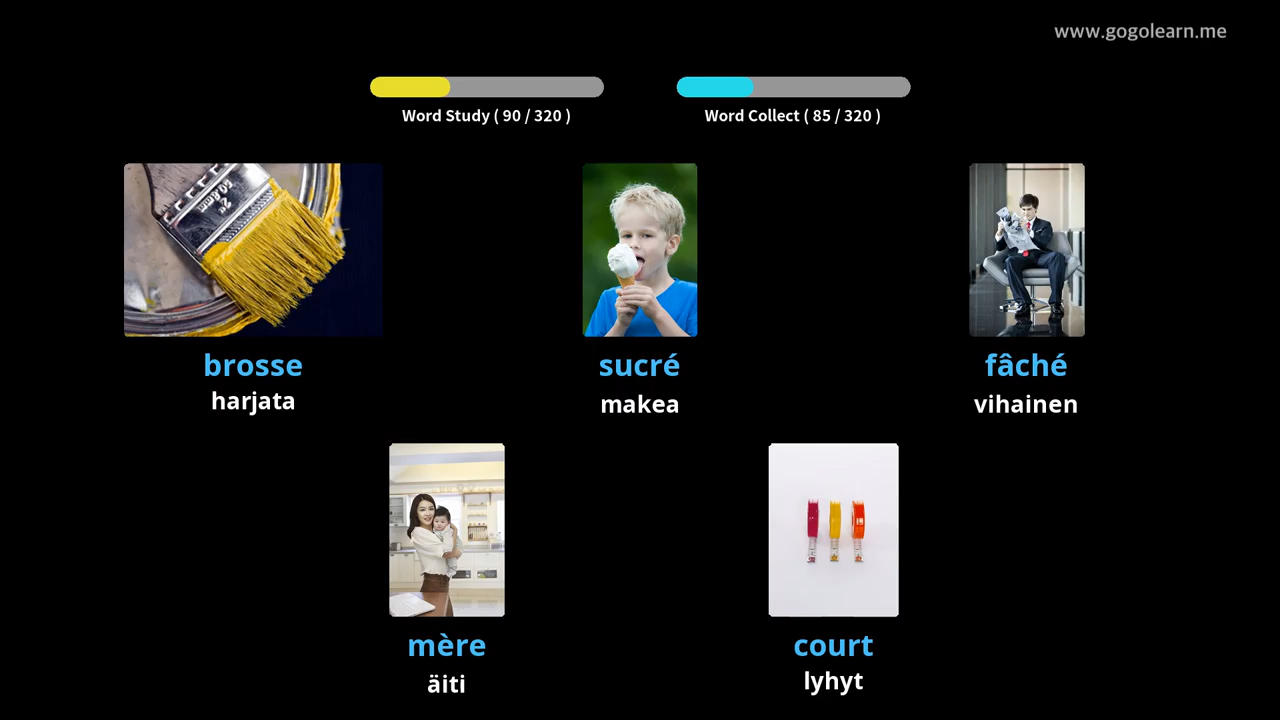 www.gogolearn.me
Word Study ( 90 / 320 )
Word Collect ( 85 / 320 )
brosse
harjata
sucré
makea
fâché
vihainen
mère
äiti
court
lyhyt